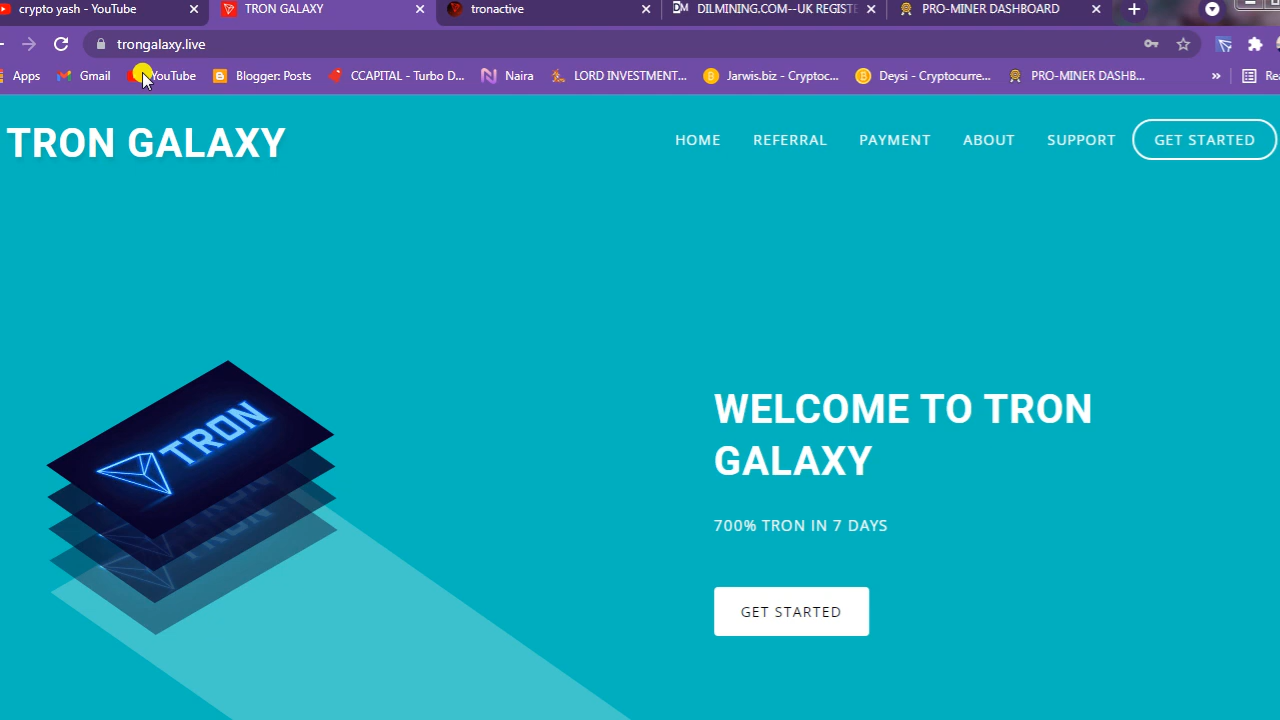 crypto yash - YouTube
TRON GALAXY
tronactive
DILMINING.COM--UK REGISTE
PRO-MINER DASHBOARD
trongalaxy.live
Apps
Gmail
YouTube
Blogger: Posts
CCAPITAL - Turbo D...
Naira
LORD INVESTMENT...
Jarwis.biz - Cryptoc...
Deysi - Cryptocurre...
PRO-MINER DASHB...
»
Rea
TRON GALAXY
HOME
REFERRAL
PAYMENT
ABOUT
SUPPORT
GET STARTED
TRON
WELCOME TO TRON
GALAXY
700% TRON IN 7 DAYS
GET STARTED